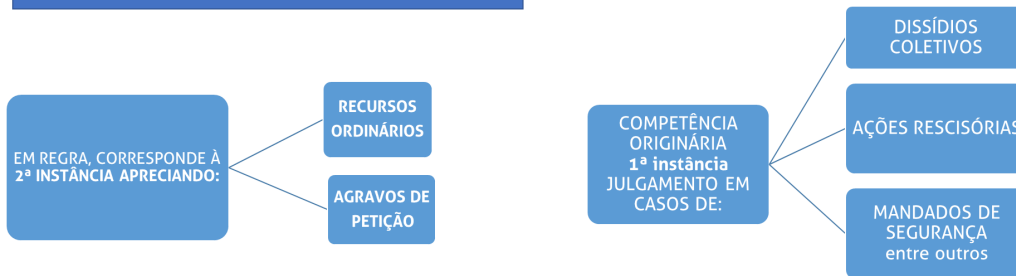 EM REGRA, CORRESPONDE À
2ª INSTÂNCIA APRECIANDO:
RECURSOS
ORDINÁRIOS
AGRAVOS DE
PETIÇÃO
COMPETÊNCIA
ORIGINÁRIA
1ª instância
JULGAMENTO EM
CASOS DE:
DISSÍDIOS
COLETIVOS
AÇÕES RESCISÓRIAS
MANDADOS DE
SEGURANÇA
entre outros